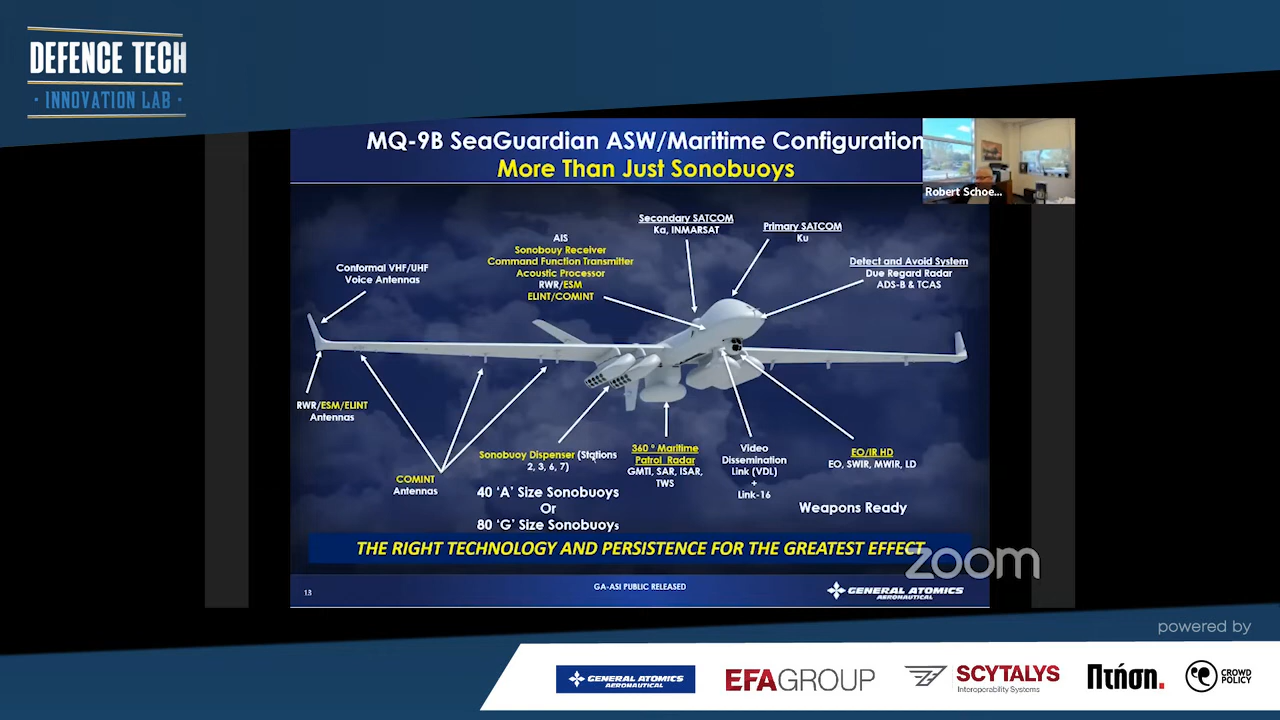 DEFENCE TECH
· INNOVATION LAB ·
MQ-9B SeaGuardian ASW/Maritime Configuration
More Than Just Sonobuoys
Robert Schoe...
Secondary SATCOM
Ka, INMARSAT
Primary SATCOM
Ku
AIS
Sonobouy Receiver
Command Function Transmitter
Acoustic Processor
RWR/ESM
ELINT/COMINT
Conformal VHF/UHF
Voice Antennas
Detect and Avoid System
Due Regard Radar
ADS-B & TCAS
RWR/ESM/ELINT
Antennas
COMINT
Antennas
Sonobuoy Dispenser (Stations
2, 3, 6, 7)
40 ‘A’ Size Sonobuoys
Or
80 ‘G’ Size Sonobuoys
360 ° Maritime
Patrol Radar
GMTI, SAR, ISAR,
TWS
Video
Dissemination
Link (VDL)
+
Link-16
EO/IR HD
EO, SWIR, MWIR, LD
Weapons Ready
THE RIGHT TECHNOLOGY AND PERSISTENCE FOR THE GREATEST EFFECT
zoom
13
GA-ASI PUBLIC RELEASED
GENERAL ATOMICS
AERONAUTICAL
powered by
GENERAL ATOMICS
AERONAUTICAL
EFAGROUP
SCYTALYS
Interoperability Systems
Πτήση.
CROWD
POLICY